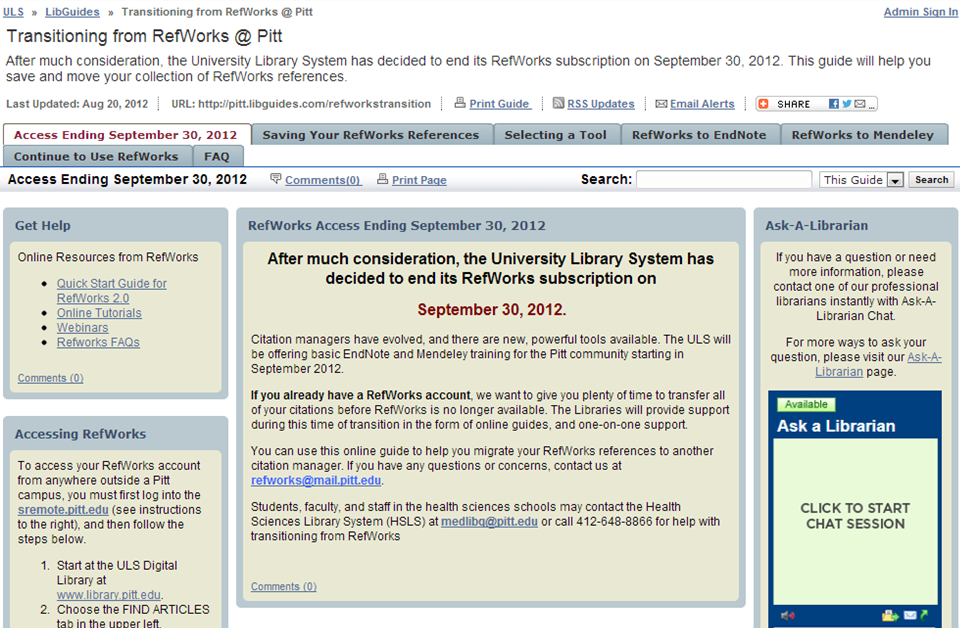 ULS » LibGuides » Transitioning from RefWorks @ Pitt
Admin Sign In
Transitioning from RefWorks @ Pitt
After much consideration, the University Library System has decided to end its RefWorks subscription on September 30, 2012. This guide will help you
save and move your collection of RefWorks references.
Last Updated: Aug 20, 2012 URL: http://pitt.libguides.com/refworkstransition Print Guide RSS Updates Email Alerts SHARE ...
Access Ending September 30, 2012 Saving Your RefWorks References Selecting a Tool RefWorks to EndNote RefWorks to Mendeley
Continue to Use RefWorks FAQ
Access Ending September 30, 2012 Comments(0) Print Page Search: This Guide Search
Get Help
Online Resources from RefWorks
• Quick Start Guide for
RefWorks 2.0
• Online Tutorials
• Webinars
• Refworks FAQs
Comments (0)
Accessing RefWorks
To access your RefWorks account
from anywhere outside a Pitt
campus, you must first log into the
sremote.pitt.edu (see instructions
to the right), and then follow the
steps below.
1. Start at the ULS Digital
Library at
www.library.pitt.edu.
2. Choose the FIND ARTICLES
tab in the upper left.
RefWorks Access Ending September 30, 2012
After much consideration, the University Library System has
decided to end its RefWorks subscription on
September 30, 2012.
Citation managers have evolved, and there are new, powerful tools available. The ULS will
be offering basic EndNote and Mendeley training for the Pitt community starting in
September 2012.
If you already have a RefWorks account, we want to give you plenty of time to transfer all
of your citations before RefWorks is no longer available. The Libraries will provide support
during this time of transition in the form of online guides, and one-on-one support.
You can use this online guide to help you migrate your RefWorks references to another
citation manager. If you have any questions or concerns, contact us at
refworks@mail.pitt.edu.
Students, faculty, and staff in the health sciences schools may contact the Health
Sciences Library System (HSLS) at medlibq@pitt.edu or call 412-648-8866 for help with
transitioning from RefWorks
Comments (0)
Ask-A-Librarian
If you have a question or need
more information, please
contact one of our professional
librarians instantly with Ask-A-
Librarian Chat.
For more ways to ask your
question, please visit our Ask-A-
Librarian page.
Available
Ask a Librarian
CLICK TO START
CHAT SESSION